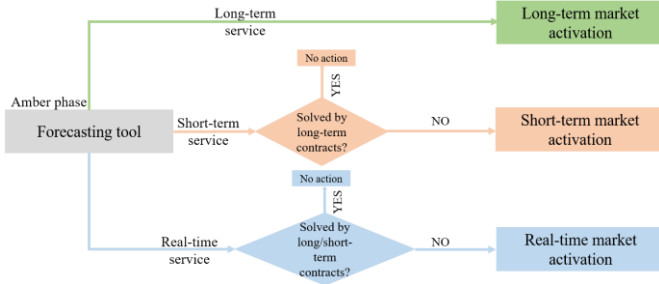 Long-term
service
Long-term market
activation
No action
YES
Amber phase
Forecasting tool
Short-term
service
Solved by
long-term
contracts?
NO
Short-term market
activation
No action
YES
Real-time
service
Solved by
long/short-
term
contracts?
NO
Real-time market
activation